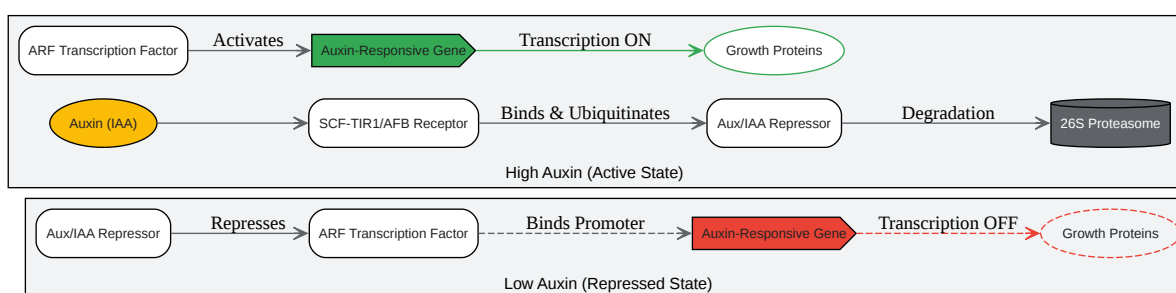 ARF Transcription Factor
Activates
Auxin-Responsive Gene
Transcription ON
Growth Proteins
Auxin (IAA)
SCF-TIR1/AFB Receptor
Binds & Ubiquitinates
Aux/IAA Repressor
Degradation
26S Proteasome
High Auxin (Active State)
Aux/IAA Repressor
Represses
ARF Transcription Factor
Binds Promoter
Auxin-Responsive Gene
Transcription OFF
Growth Proteins
Low Auxin (Repressed State)